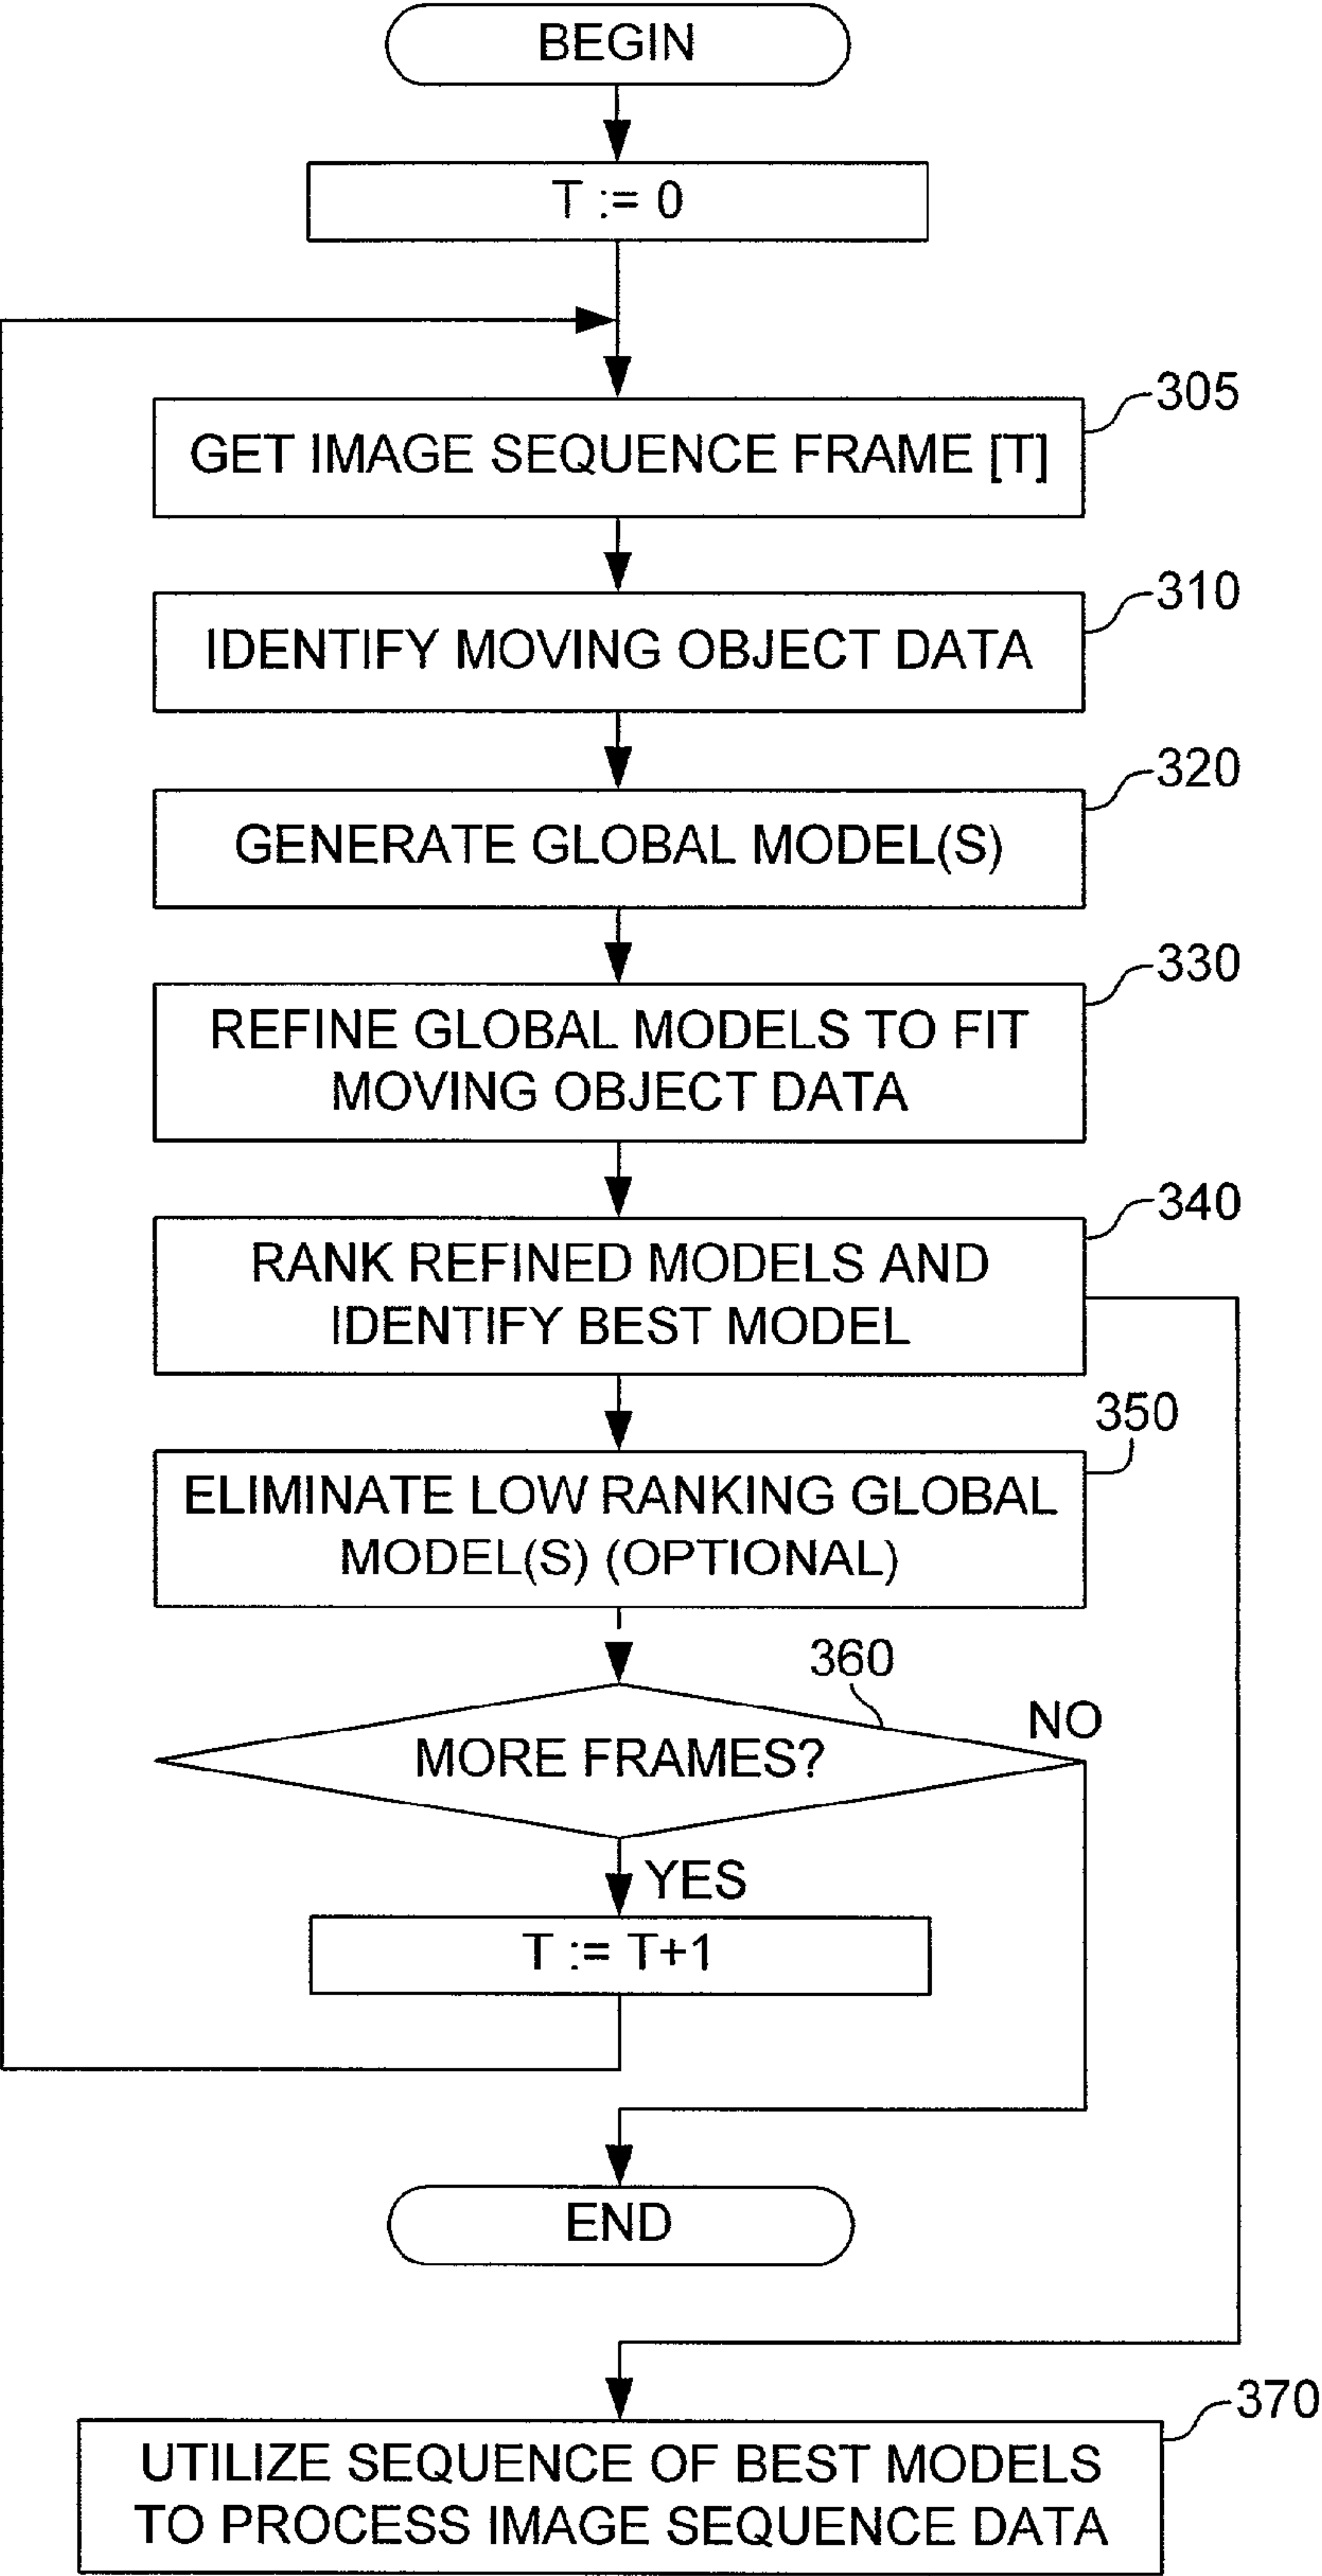 BEGIN
T := 0
305
GET IMAGE SEQUENCE FRAME [T]
310
IDENTIFY MOVING OBJECT DATA
320
GENERATE GLOBAL MODEL(S)
330
REFINE GLOBAL MODELS TO FIT
MOVING OBJECT DATA
340
RANK REFINED MODELS AND
IDENTIFY BEST MODEL
350
ELIMINATE LOW RANKING GLOBAL
MODEL(S) (OPTIONAL)
360
NO
MORE FRAMES?
YES
T := T+1
END
370
UTILIZE SEQUENCE OF BEST MODELS
TO PROCESS IMAGE SEQUENCE DATA